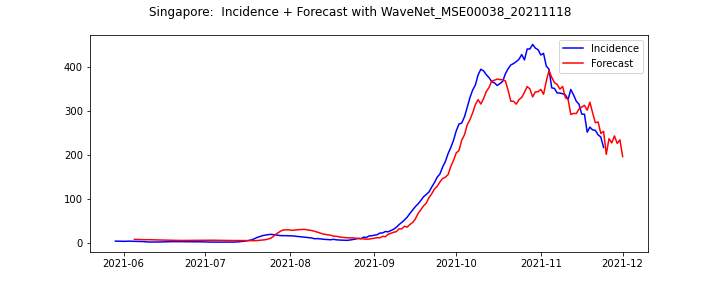 Singapore:  Incidence + Forecast with WaveNet_MSE00038_20211118
Incidence
Forecast
400
300
200
100
0
2021-06 2021-07 2021-08 2021-09 2021-10 2021-11 2021-12